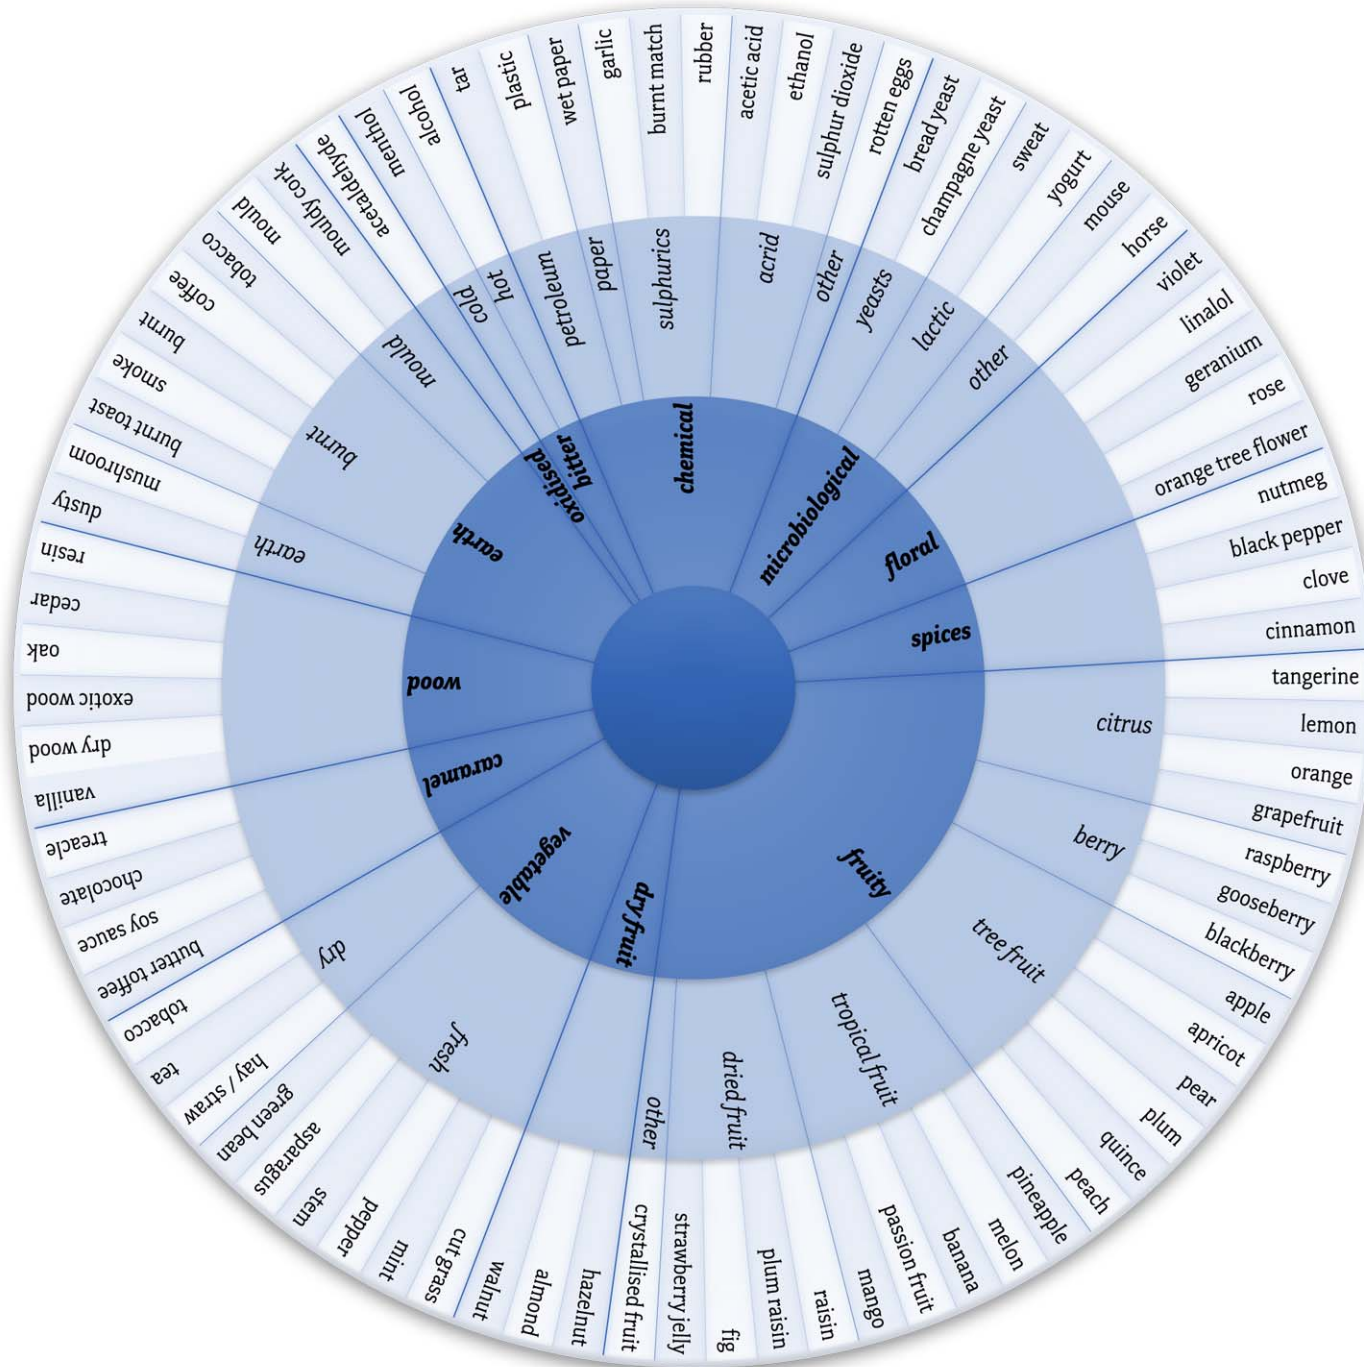 chemical
microbiological
floral
spices
fruity
dry fruit
vegetable
caramel
wood
earth
oxidised
bitter
petroleum
paper
sulphurics
acrid
other
yeasts
lactic
other
citrus
berry
tree fruit
tropical fruit
dried fruit
other
fresh
dry
earth
burnt
mould
cold
hot
tar
plastic
wet paper
garlic
burnt match
rubber
acetic acid
ethanol
sulphur dioxide
rotten eggs
bread yeast
champagne yeast
sweat
yogurt
mouse
horse
violet
linalol
geranium
rose
orange tree flower
nutmeg
black pepper
clove
cinnamon
tangerine
lemon
orange
grapefruit
raspberry
gooseberry
blackberry
apple
apricot
pear
plum
quince
peach
pineapple
melon
banana
passion fruit
mango
raisin
plum raisin
fig
strawberry jelly
crystallised fruit
hazelnut
almond
walnut
cut grass
mint
pepper
stem
asparagus
green bean
hay / straw
tea
tobacco
butter toffee
soy sauce
chocolate
treacle
vanilla
dry wood
exotic wood
oak
cedar
resin
dusty
mushroom
burnt toast
smoke
burnt
coffee
tobacco
mould
mouldy cork
acetaldehyde
menthol
alcohol